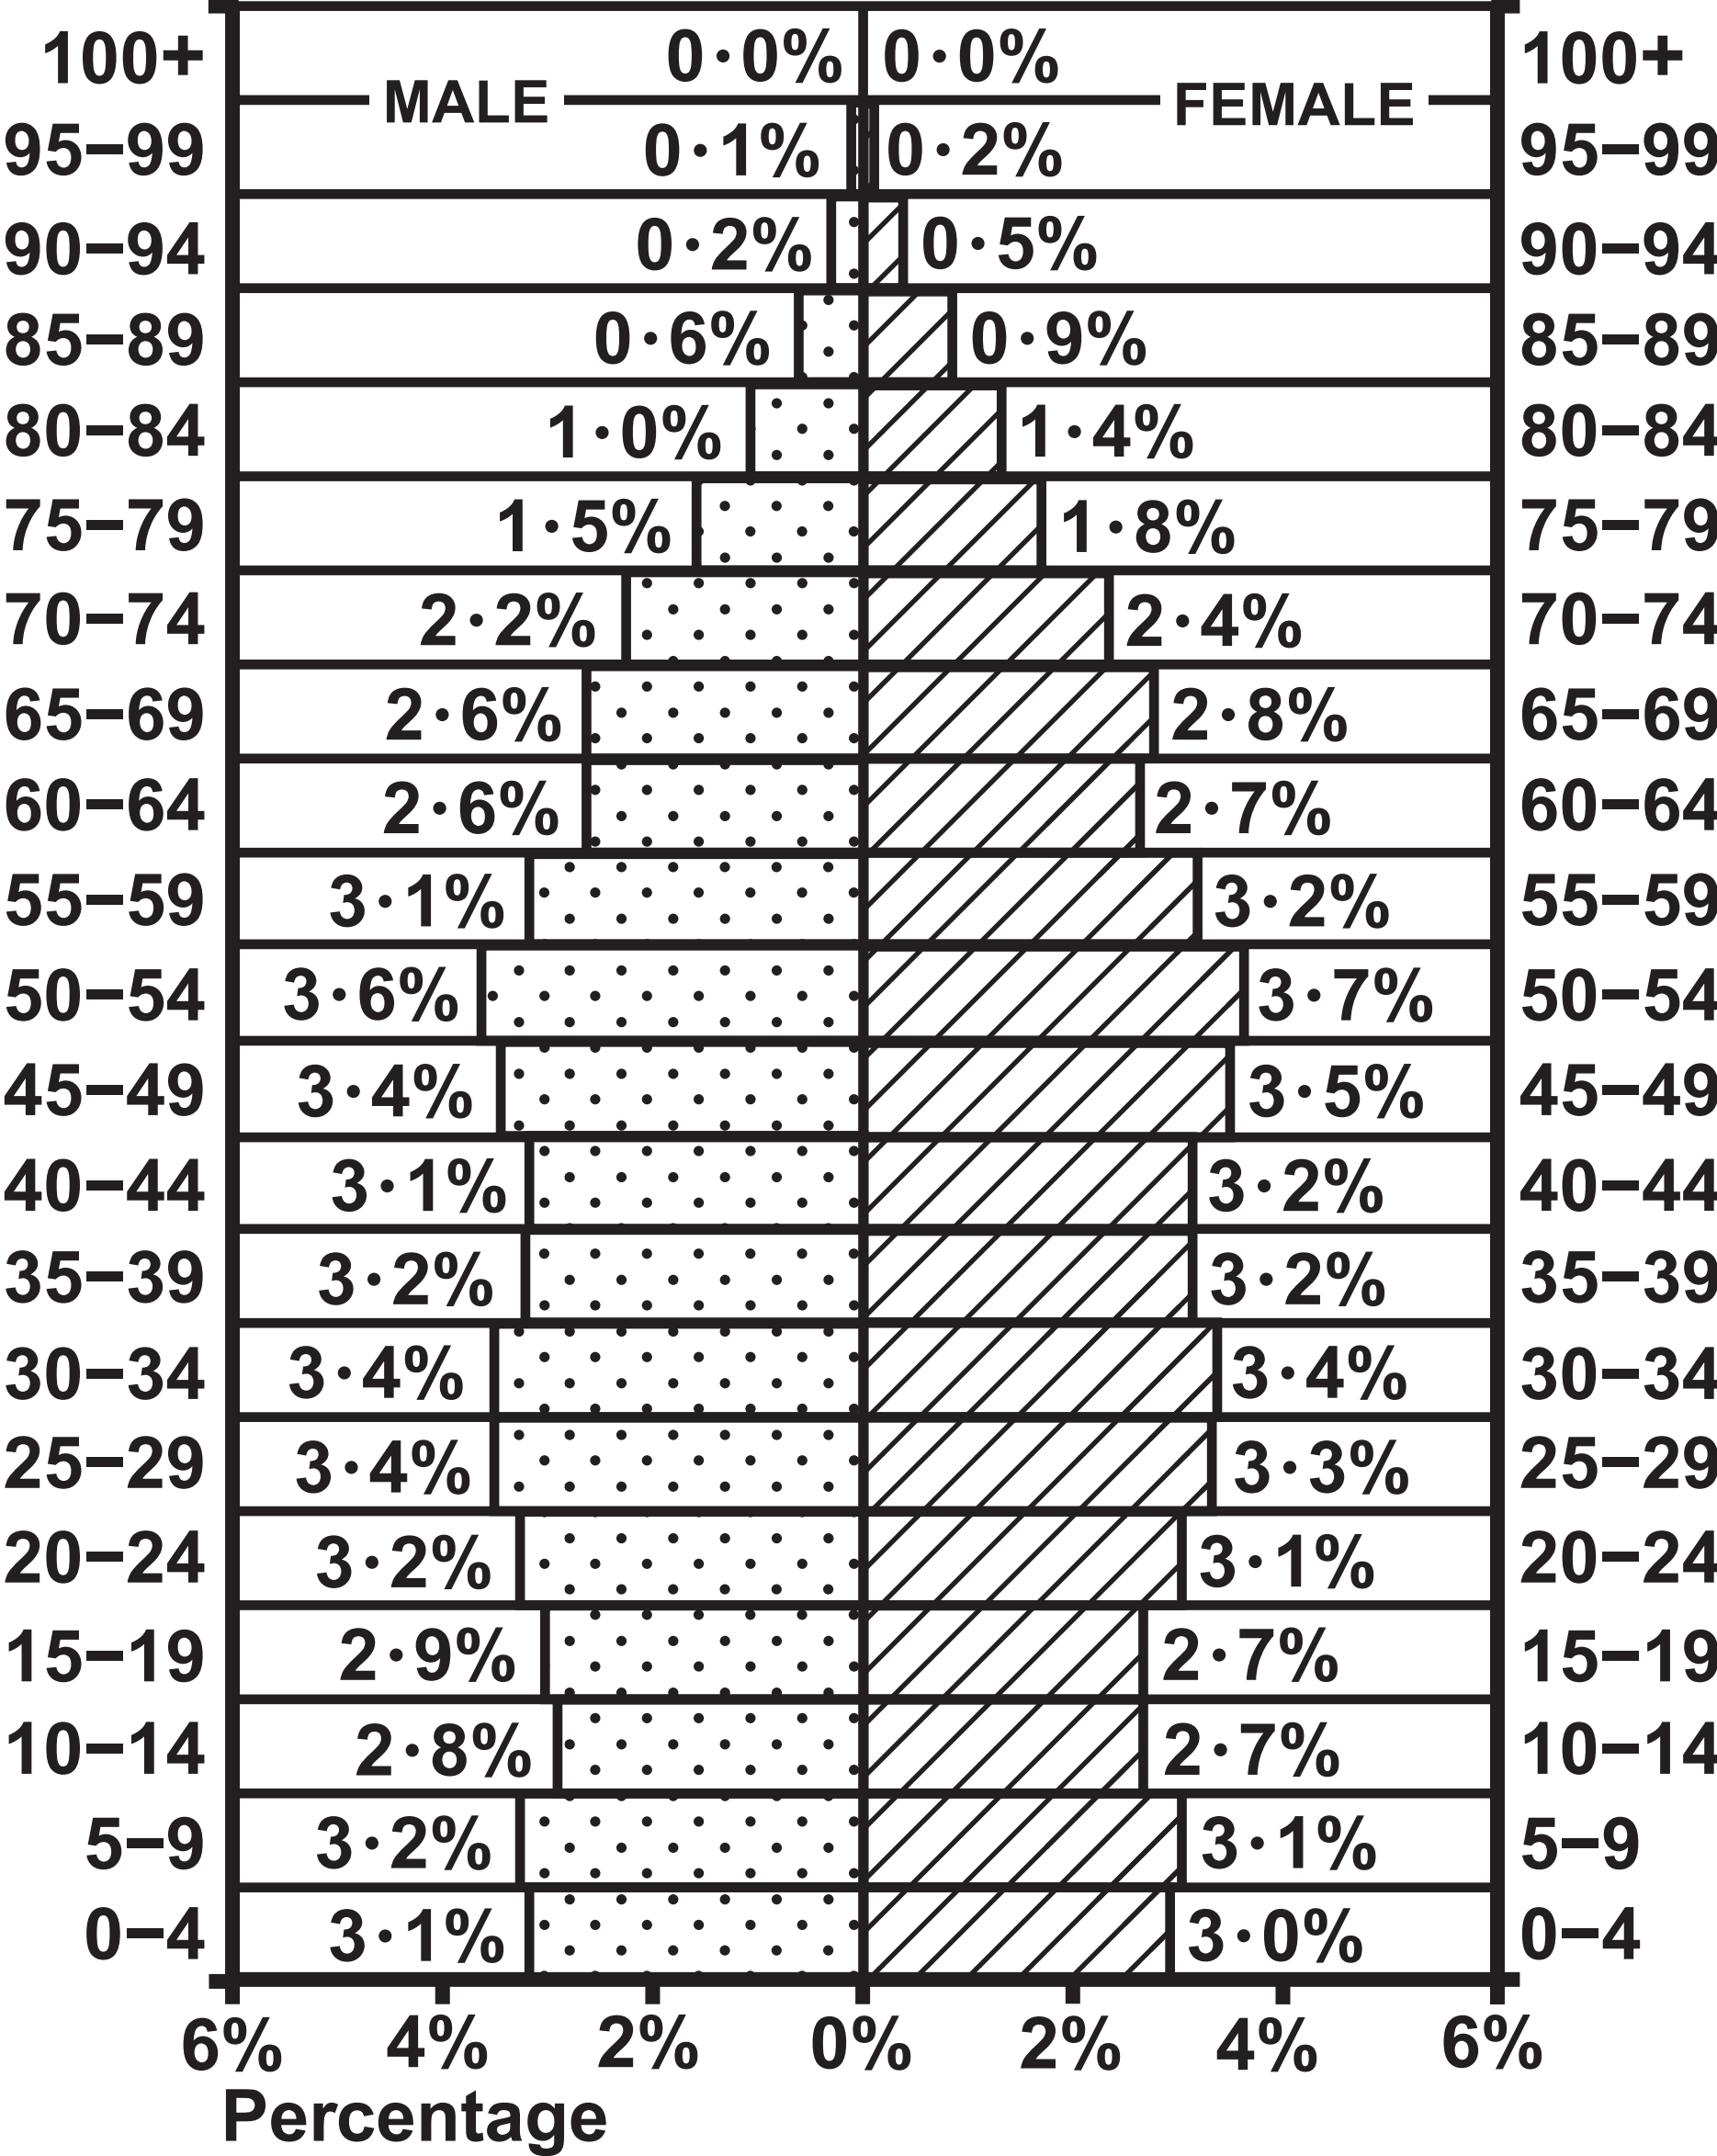 100+ 0·0% 0·0% 100+
MALE FEMALE
95–99 0·1% 0·2% 95–99
90–94 0·2% 0·5% 90–94
85–89 0·6% 0·9% 85–89
80–84 1·0% 1·4% 80–84
75–79 1·5% 1·8% 75–79
70–74 2·2% 2·4% 70–74
65–69 2·6% 2·8% 65–69
60–64 2·6% 2·7% 60–64
55–59 3·1% 3·2% 55–59
50–54 3·6% 3·7% 50–54
45–49 3·4% 3·5% 45–49
40–44 3·1% 3·2% 40–44
35–39 3·2% 3·2% 35–39
30–34 3·4% 3·4% 30–34
25–29 3·4% 3·3% 25–29
20–24 3·2% 3·1% 20–24
15–19 2·9% 2·7% 15–19
10–14 2·8% 2·7% 10–14
5–9 3·2% 3·1% 5–9
0–4 3·1% 3·0% 0–4
6% 4% 2% 0% 2% 4% 6%
Percentage